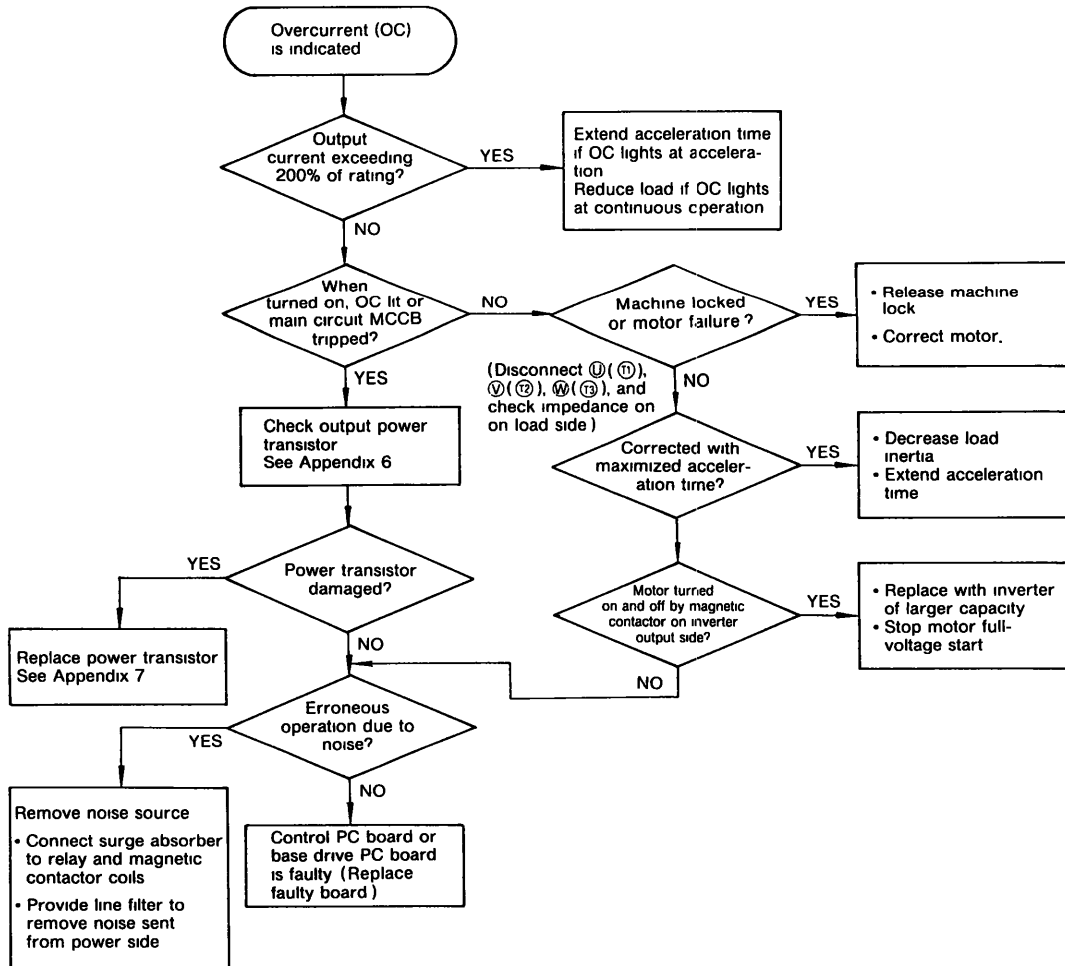 Overcurrent (OC)
is indicated
Output
current exceeding
200% of rating?
YES
Extend acceleration time
if OC lights at accelera-
tion
Reduce load if OC lights
at continuous operation
NO
When
turned on, OC lit or
main circuit MCCB
tripped?
NO
Machine locked
or motor failure?
YES
• Release machine
lock
• Correct motor.
YES
(Disconnect Ⓤ(T1),
Ⓥ(T2), Ⓦ(T3), and
check impedance on
on load side)
NO
Check output power
transistor
See Appendix 6
Corrected with
maximized acceler-
ation time?
YES
• Decrease load
inertia
• Extend acceleration
time
YES
Power transistor
damaged?
Motor turned
on and off by magnetic
contactor on inverter
output side?
YES
• Replace with inverter
of larger capacity
• Stop motor full-
voltage start
NO
NO
Replace power transistor
See Appendix 7
Erroneous
operation due to
noise?
YES
NO
Remove noise source
• Connect surge absorber
to relay and magnetic
contactor coils
• Provide line filter to
remove noise sent
from power side
Control PC board or
base drive PC board
is faulty (Replace
faulty board)